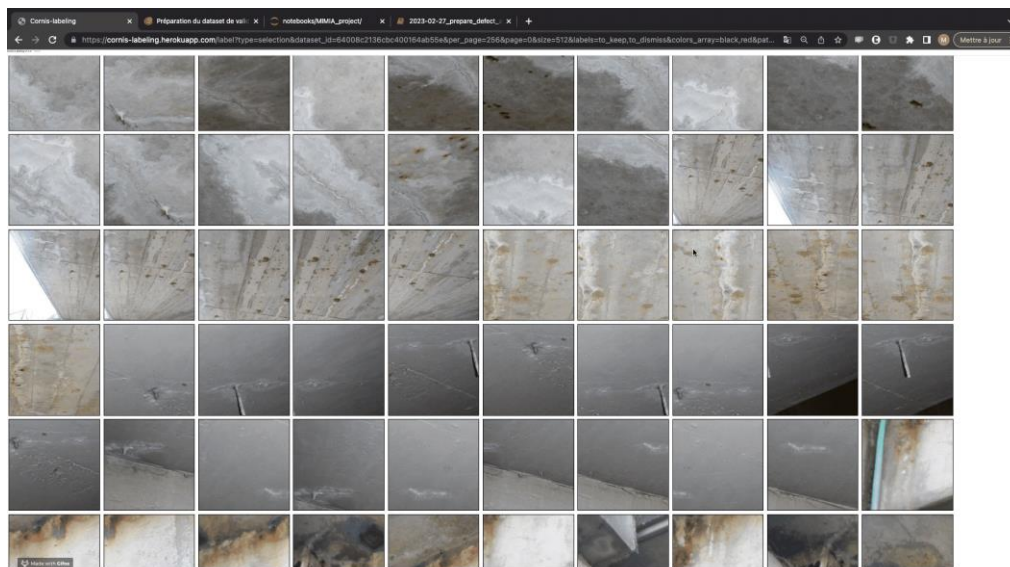 Cornis-labeling
Préparation du dataset de vali
notebooks/MIMIA_project/
2023-02-27_prepare_defect_
https://cornis-labeling.herokuapp.com/label?type=selection&dataset_id=64008c2136cbc400164ab55e&per_page=256&page=0&size=512&labels=to_keep,to_dismiss&colors_array=black,red&pat...
M
Mettre à jour
Made with Gifox